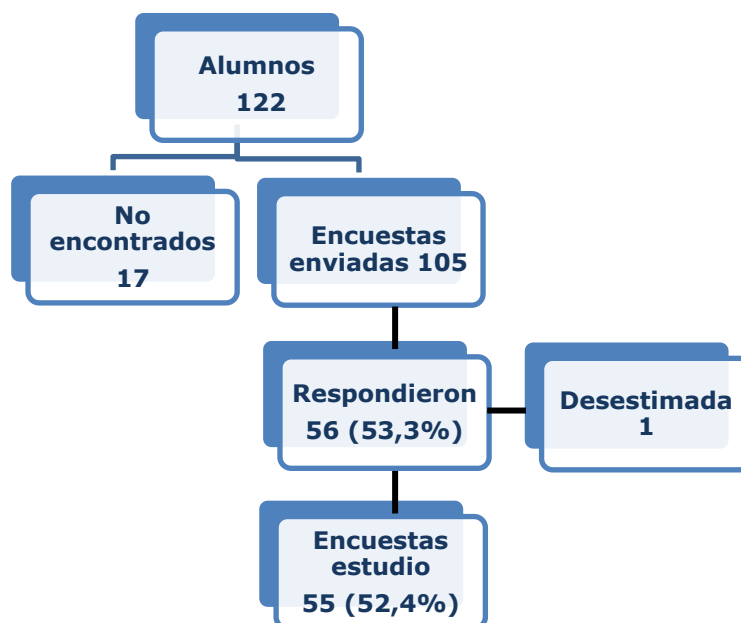 Alumnos
122
No
encontrados
17
Encuestas
enviadas 105
Respondieron
56 (53,3%)
Desestimada
1
Encuestas
estudio
55 (52,4%)